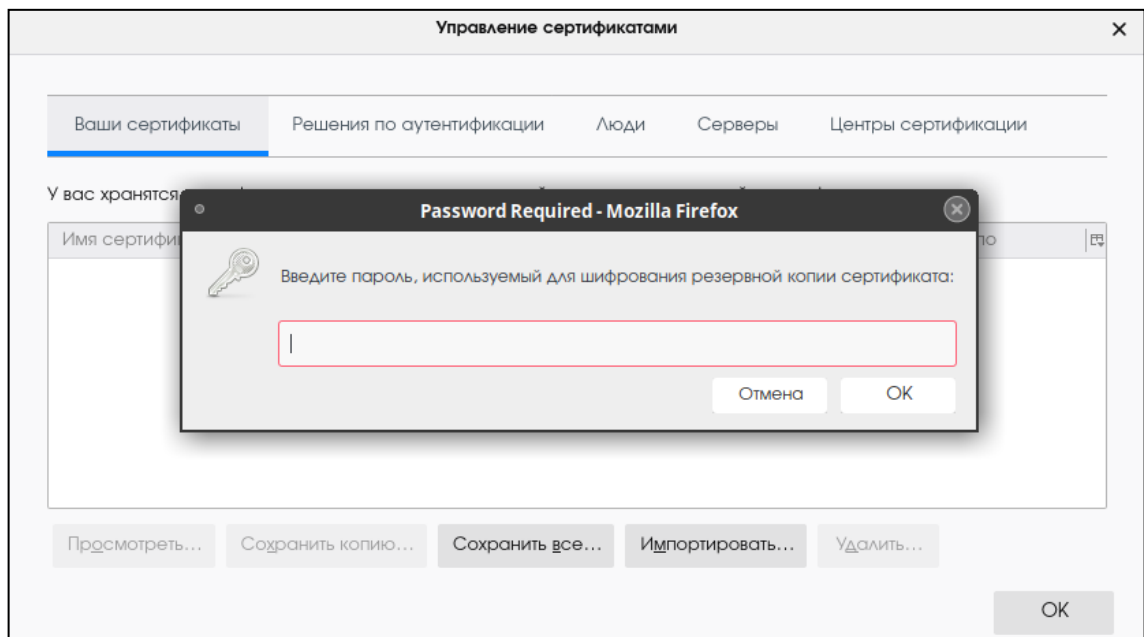 Управление сертификатами
Ваши сертификаты Решения по аутентификации Люди Серверы Центры сертификации
У вас хранятся
Password Required - Mozilla Firefox
Имя
Введите пароль, используемый для шифрования резервной копии сертификата:
Отмена OK
Просмотреть... Сохранить копию... Сохранить все... Импортировать... Удалить...
OK